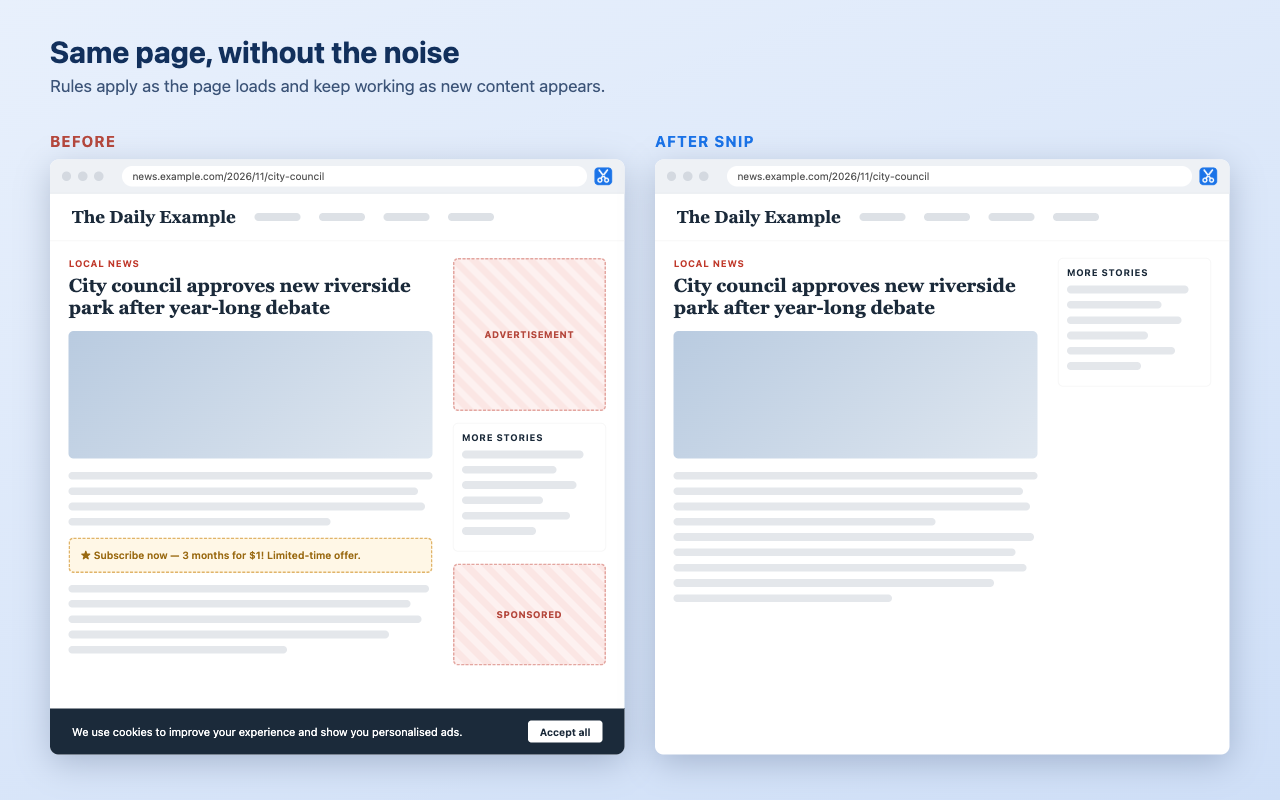 Same page, without the noise
Rules apply as the page loads and keep working as new content appears.
BEFORE
news.example.com/2026/11/city-council
The Daily Example
LOCAL NEWS
City council approves new riverside
park after year-long debate
ADVERTISEMENT
MORE STORIES
★ Subscribe now — 3 months for $1! Limited-time offer.
SPONSORED
We use cookies to improve your experience and show you personalised ads.
Accept all
AFTER SNIP
news.example.com/2026/11/city-council
The Daily Example
LOCAL NEWS
City council approves new riverside
park after year-long debate
MORE STORIES